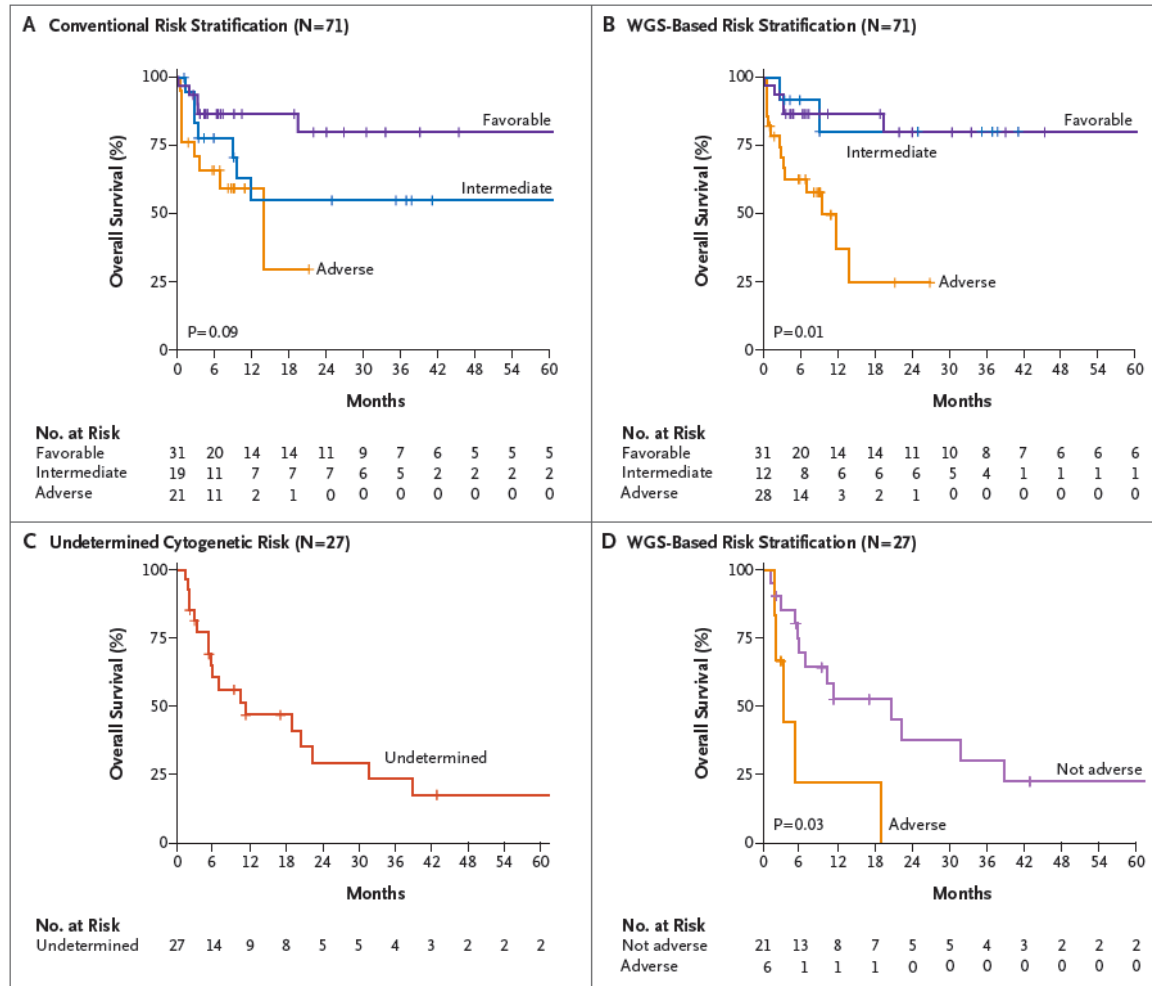 A Conventional Risk Stratification (N=71)
100
75
50
25
0
Overall Survival (%)
Favorable
Intermediate
Adverse
P=0.09
0 6 12 18 24 30 36 42 48 54 60
Months
No. at Risk
Favorable 31 20 14 14 11 9 7 6 5 5 5
Intermediate 19 11 7 7 7 6 5 2 2 2 2
Adverse 21 11 2 1 0 0 0 0 0 0 0
B WGS-Based Risk Stratification (N=71)
100
75
50
25
0
Overall Survival (%)
Favorable
Intermediate
Adverse
P=0.01
0 6 12 18 24 30 36 42 48 54 60
Months
No. at Risk
Favorable 31 20 14 14 11 10 8 7 6 6 6
Intermediate 12 8 6 6 6 5 4 1 1 1 1
Adverse 28 14 3 2 1 0 0 0 0 0 0
C Undetermined Cytogenetic Risk (N=27)
100
75
50
25
0
Overall Survival (%)
Undetermined
0 6 12 18 24 30 36 42 48 54 60
Months
No. at Risk
Undetermined 27 14 9 8 5 5 4 3 2 2 2
D WGS-Based Risk Stratification (N=27)
100
75
50
25
0
Overall Survival (%)
Not adverse
P=0.03
Adverse
0 6 12 18 24 30 36 42 48 54 60
Months
No. at Risk
Not adverse 21 13 8 7 5 5 4 3 2 2 2
Adverse 6 1 1 1 0 0 0 0 0 0 0